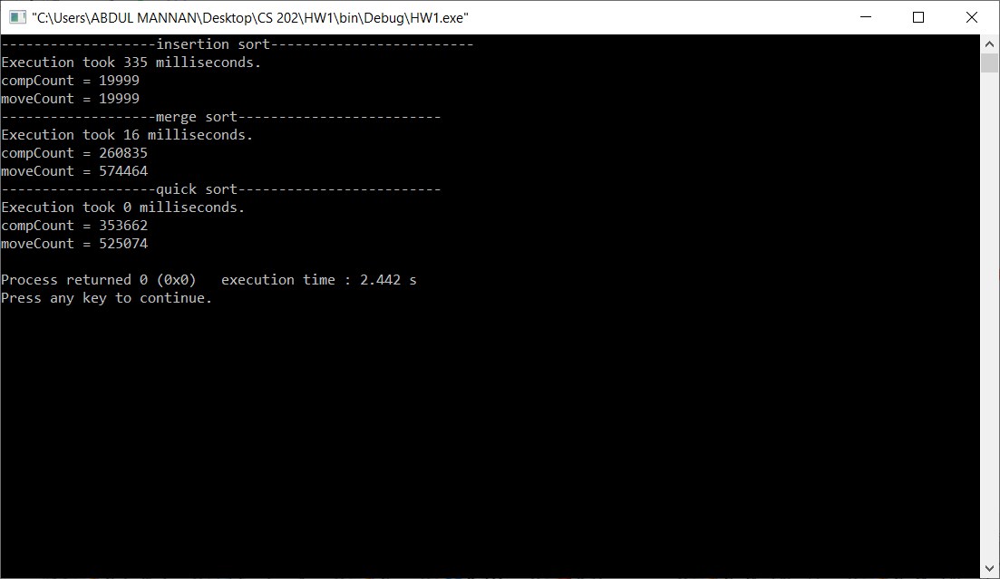 "C:\Users\ABDUL MANNAN\Desktop\CS 202\HW1\bin\Debug\HW1.exe"
-------------------insertion sort-------------------------
Execution took 335 milliseconds.
compCount = 19999
moveCount = 19999
-------------------merge sort-------------------------
Execution took 16 milliseconds.
compCount = 260835
moveCount = 574464
-------------------quick sort-------------------------
Execution took 0 milliseconds.
compCount = 353662
moveCount = 525074
Process returned 0 (0x0)   execution time : 2.442 s
Press any key to continue.